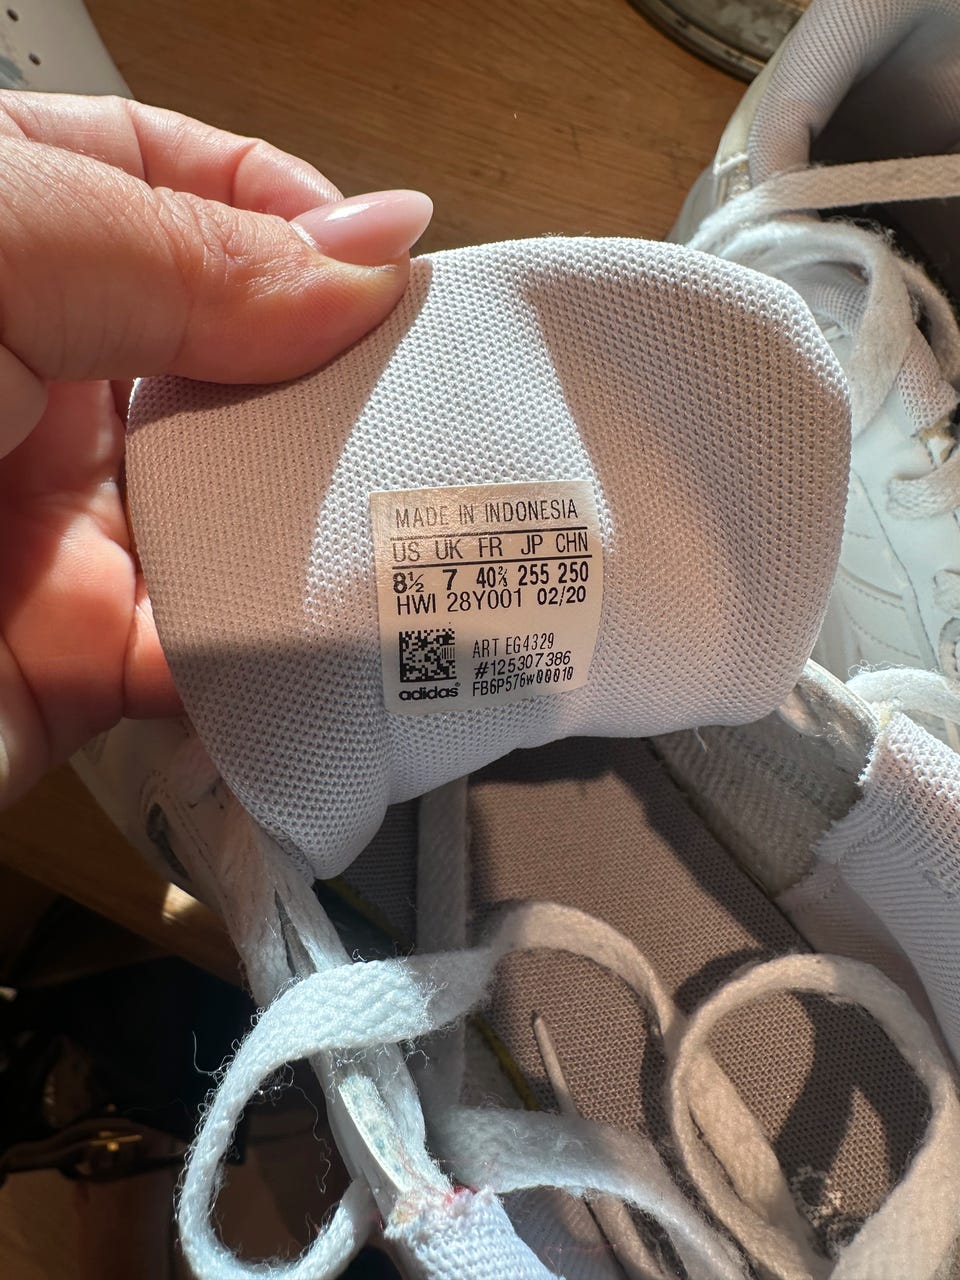 MADE IN INDONESIA
US UK FR JP CHN
8½ 7 40⅔ 255 250
HWI 28Y001 02/20
ART EG4329
#125307386
FB6P576w00010
adidas®